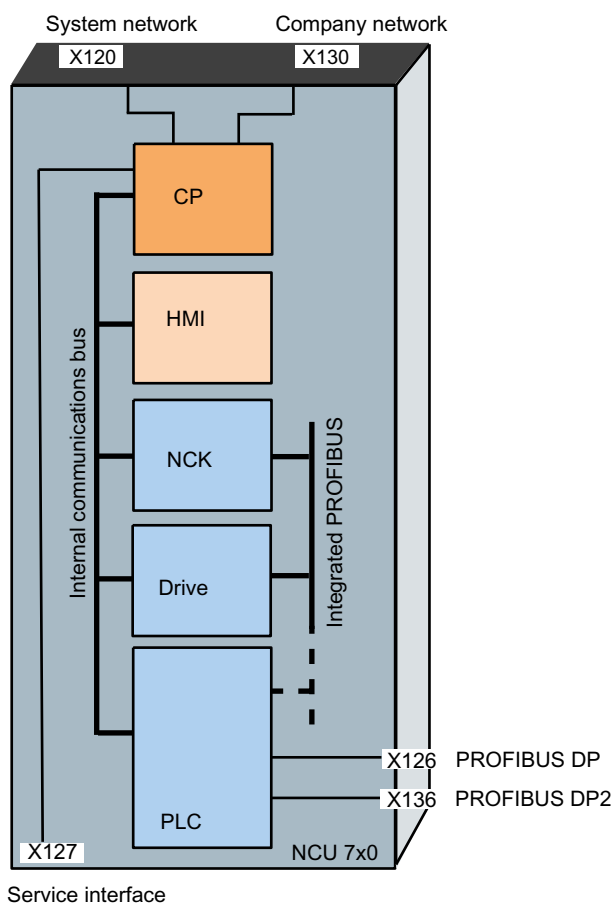 System network
Company network
X120
X130
CP
HMI
Internal communications bus
NCK
Integrated PROFIBUS
Drive
X126
PROFIBUS DP
X136
PROFIBUS DP2
PLC
X127
NCU 7x0
Service interface